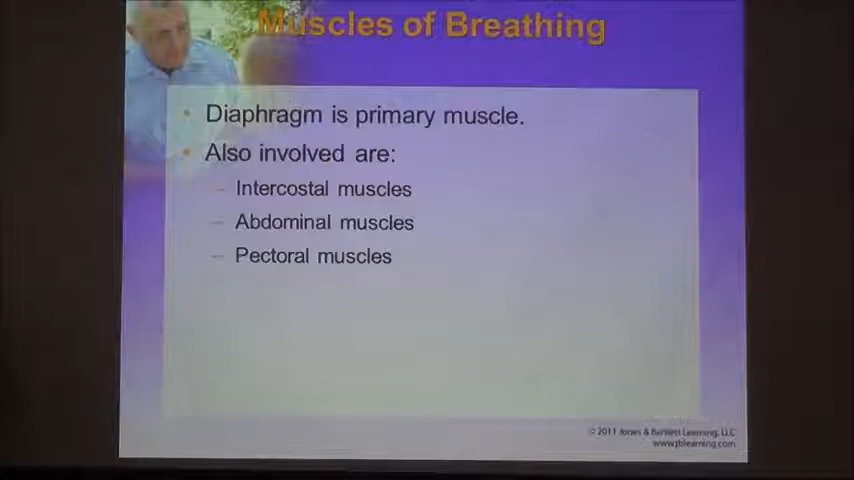 Muscles of Breathing
• Diaphragm is primary muscle.
• Also involved are:
– Intercostal muscles
– Abdominal muscles
– Pectoral muscles
© 2011 Jones & Bartlett Learning, LLC
www.jblearning.com